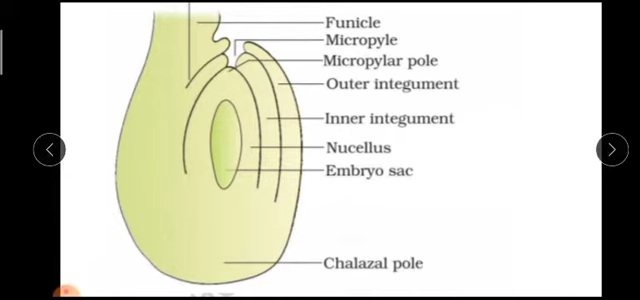 Funicle
Micropyle
Micropylar pole
Outer integument
Inner integument
Nucellus
Embryo sac
Chalazal pole